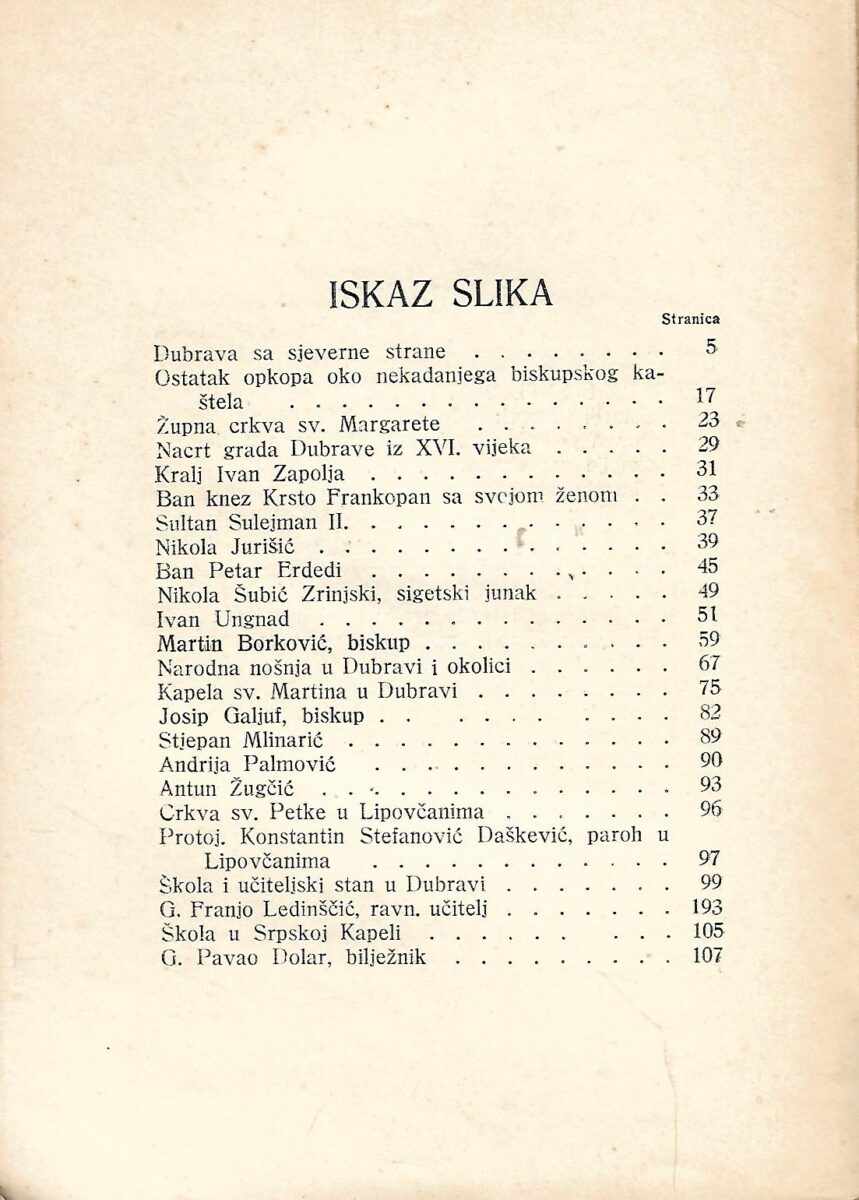 ISKAZ SLIKA
Stranica
Dubrava sa sjeverne strane . . . . . . . . 5
Ostatak opkopa oko nekadanjega biskupskog ka-
štela . . . . . . . . . . . . . . . 17
Župna crkva sv. Margarete . . . . . . . . 23
Nacrt grada Dubrave iz XVI. vijeka . . . . . 29
Kralj Ivan Zapolja . . . . . . . . . . . . 31
Ban knez Krsto Frankopan sa svojom ženom . . 33
Sultan Sulejman II. . . . . . . . . . . . . 37
Nikola Jurišić . . . . . . . . . . . . . . 39
Ban Petar Erdedi . . . . . . . . . . . . 45
Nikola Šubić Zrinjski, sigetski junak . . . . . 49
Ivan Ungnad . . . . . . . . . . . . . . 51
Martin Borković, biskup . . . . . . . . . . 59
Narodna nošnja u Dubravi i okolici . . . . . . 67
Kapela sv. Martina u Dubravi . . . . . . . . 75
Josip Galjuf, biskup . . . . . . . . . . 82
Stjepan Mlinarić . . . . . . . . . . . . . 89
Andrija Palmović . . . . . . . . . . . . 90
Antun Žugčić . . . . . . . . . . . . . . 93
Crkva sv. Petke u Lipovčanima . . . . . . . 96
Protoj. Konstantin Stefanović Daškević, paroh u
Lipovčanima . . . . . . . . . . . . 97
Škola i učiteljski stan u Dubravi . . . . . . . 99
G. Franjo Ledinščić, ravn. učitelj . . . . . . . 193
Škola u Srpskoj Kapeli . . . . . . . . . 105
G. Pavao Dolar, bilježnik . . . . . . . . . 107